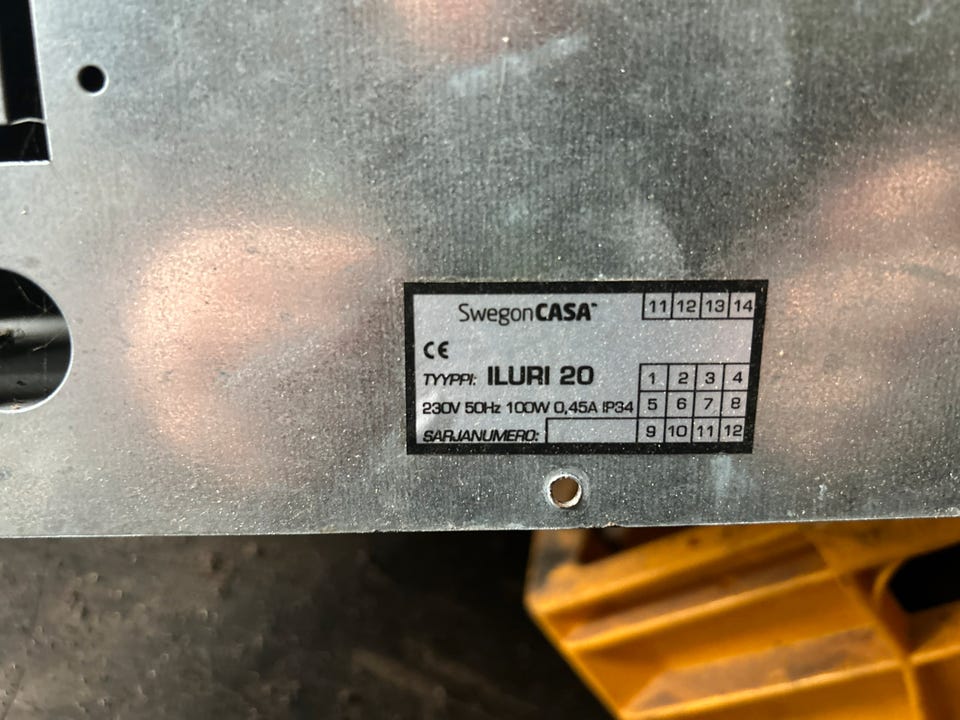 SwegonCASA™ 11 12 13 14
CE
TYYPPI: ILURI 20 1 2 3 4
230V 50Hz 100W 0,45A IP34 5 6 7 8
SARJANUMERO: 9 10 11 12